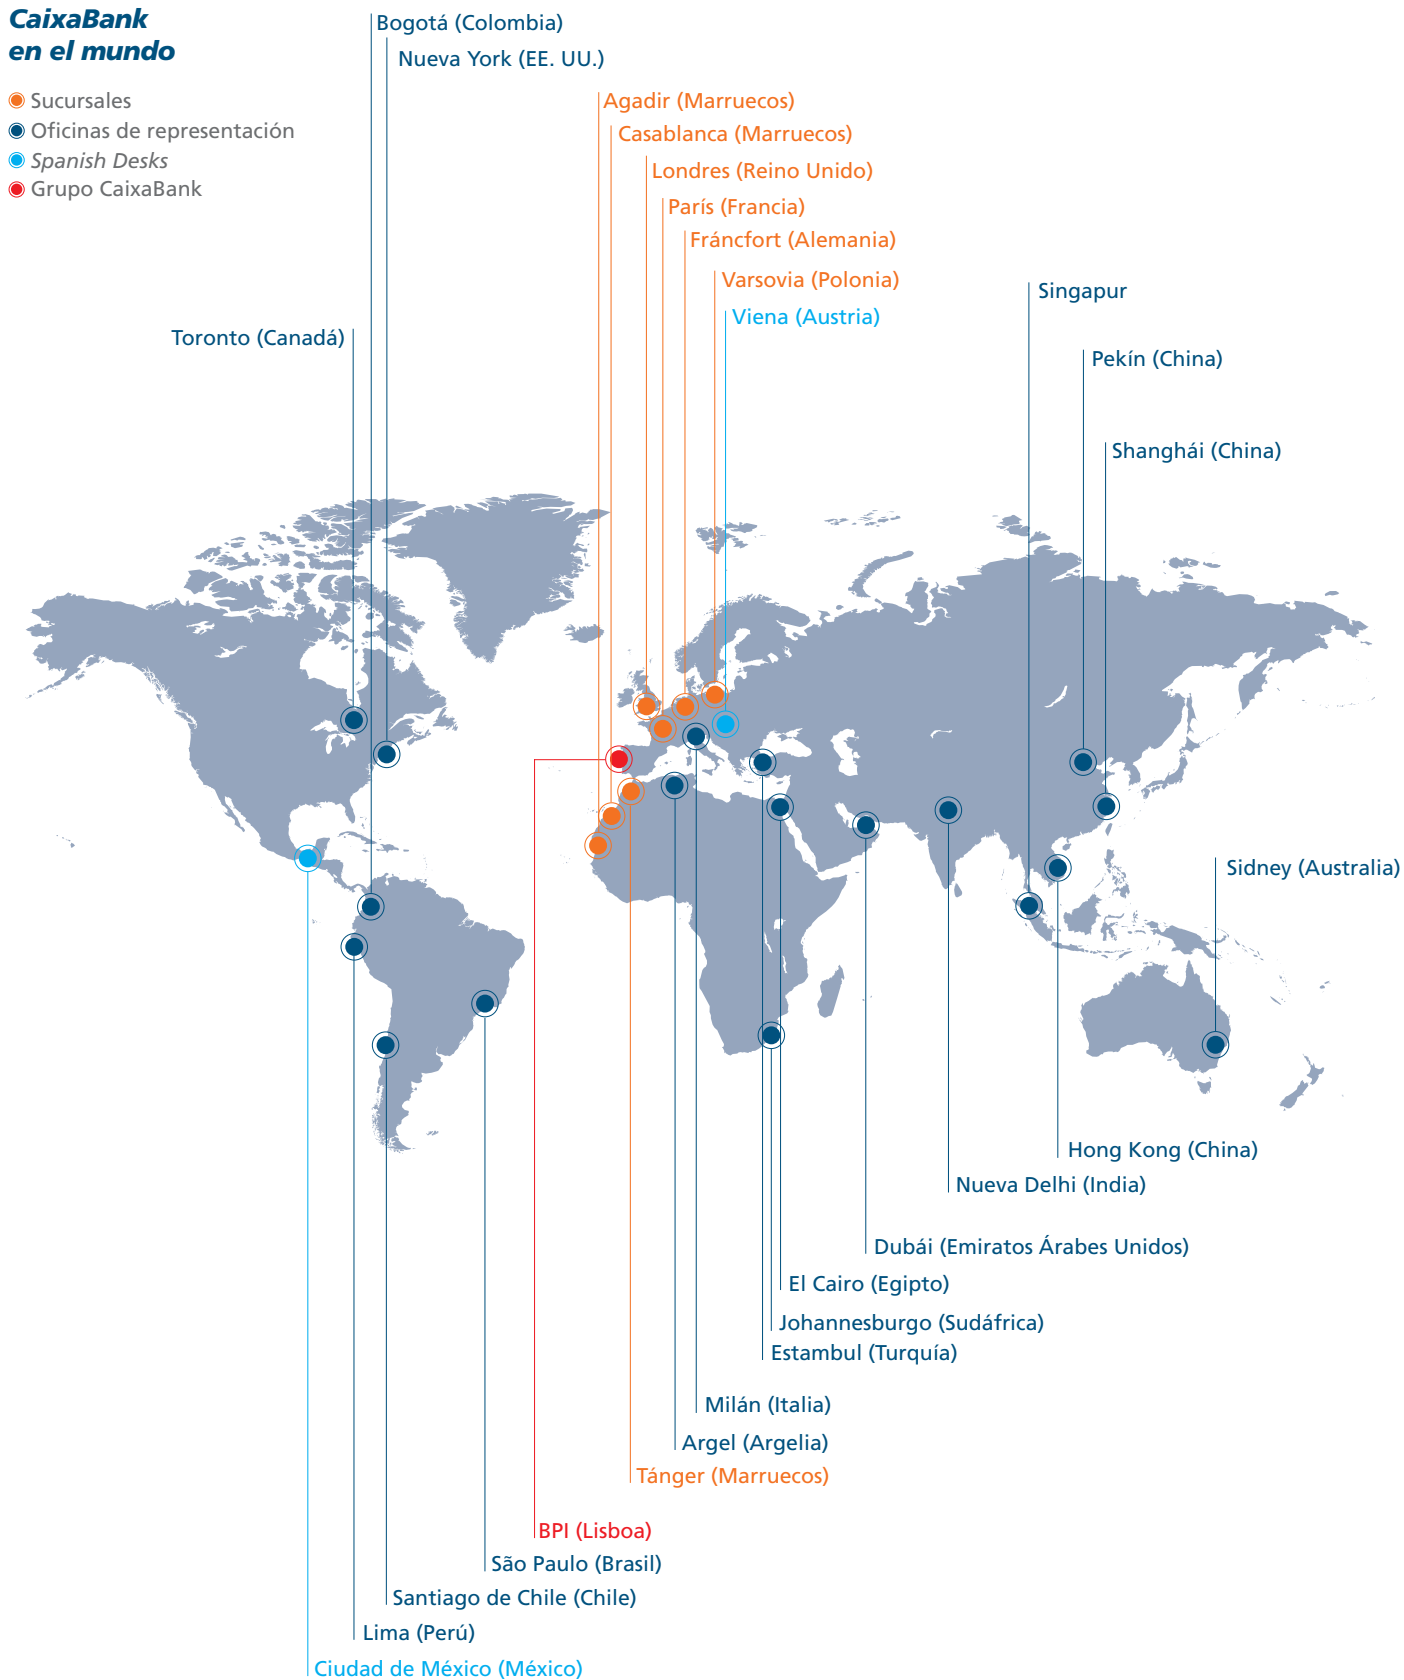 CaixaBank
en el mundo
Sucursales
Oficinas de representación
Spanish Desks
Grupo CaixaBank
Bogotá (Colombia)
Nueva York (EE. UU.)
Agadir (Marruecos)
Casablanca (Marruecos)
Londres (Reino Unido)
París (Francia)
Fráncfort (Alemania)
Varsovia (Polonia)
Viena (Austria)
Singapur
Toronto (Canadá)
Pekín (China)
Shanghái (China)
Sidney (Australia)
Hong Kong (China)
Nueva Delhi (India)
Dubái (Emiratos Árabes Unidos)
El Cairo (Egipto)
Johannesburgo (Sudáfrica)
Estambul (Turquía)
Milán (Italia)
Argel (Argelia)
Tánger (Marruecos)
BPI (Lisboa)
São Paulo (Brasil)
Santiago de Chile (Chile)
Lima (Perú)
Ciudad de México (México)